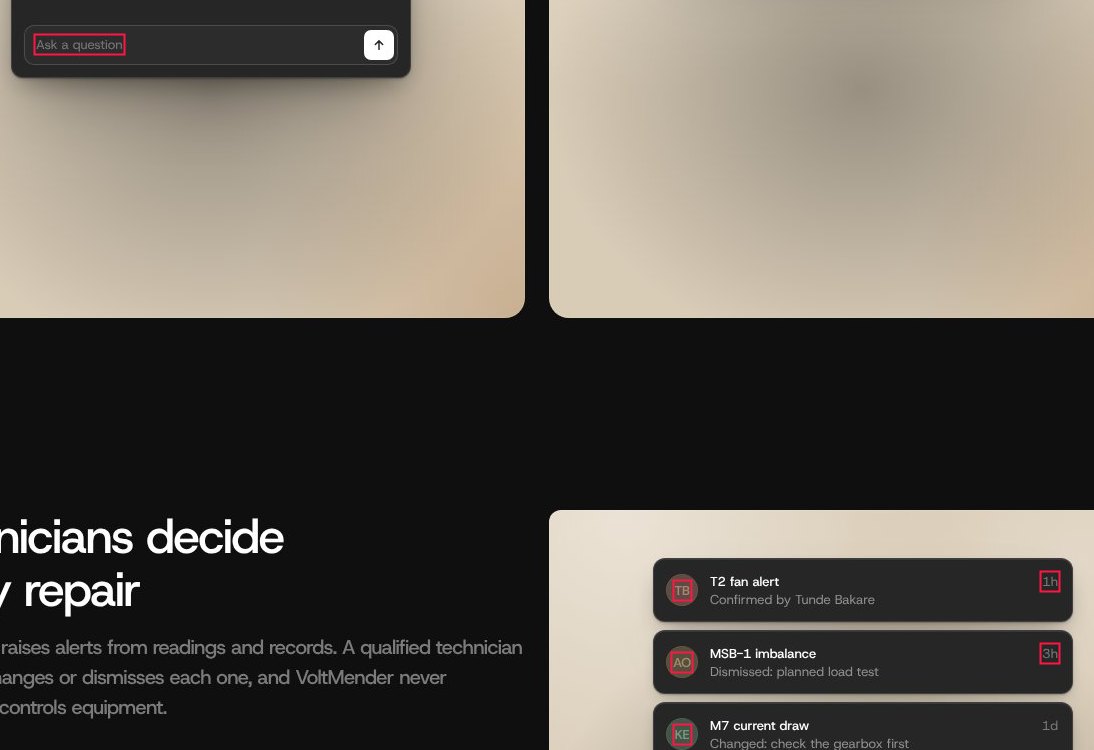 Ask a question
nicians decide
y repair
raises alerts from readings and records. A qualified technician
anges or dismisses each one, and VoltMender never
controls equipment.
TB
T2 fan alert
1h
Confirmed by Tunde Bakare
AO
MSB-1 imbalance
3h
Dismissed: planned load test
KE
M7 current draw
1d
Changed: check the gearbox first